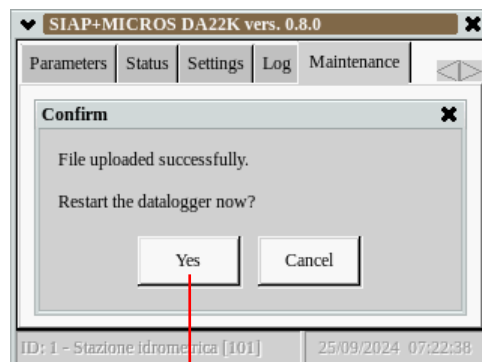 SIAP+MICROS DA22K vers. 0.8.0
Parameters Status Settings Log Maintenance
Confirm
File uploaded successfully.
Restart the datalogger now?
Yes Cancel
ID: 1 - Stazione idrometrica [101] 25/09/2024 07:22:38